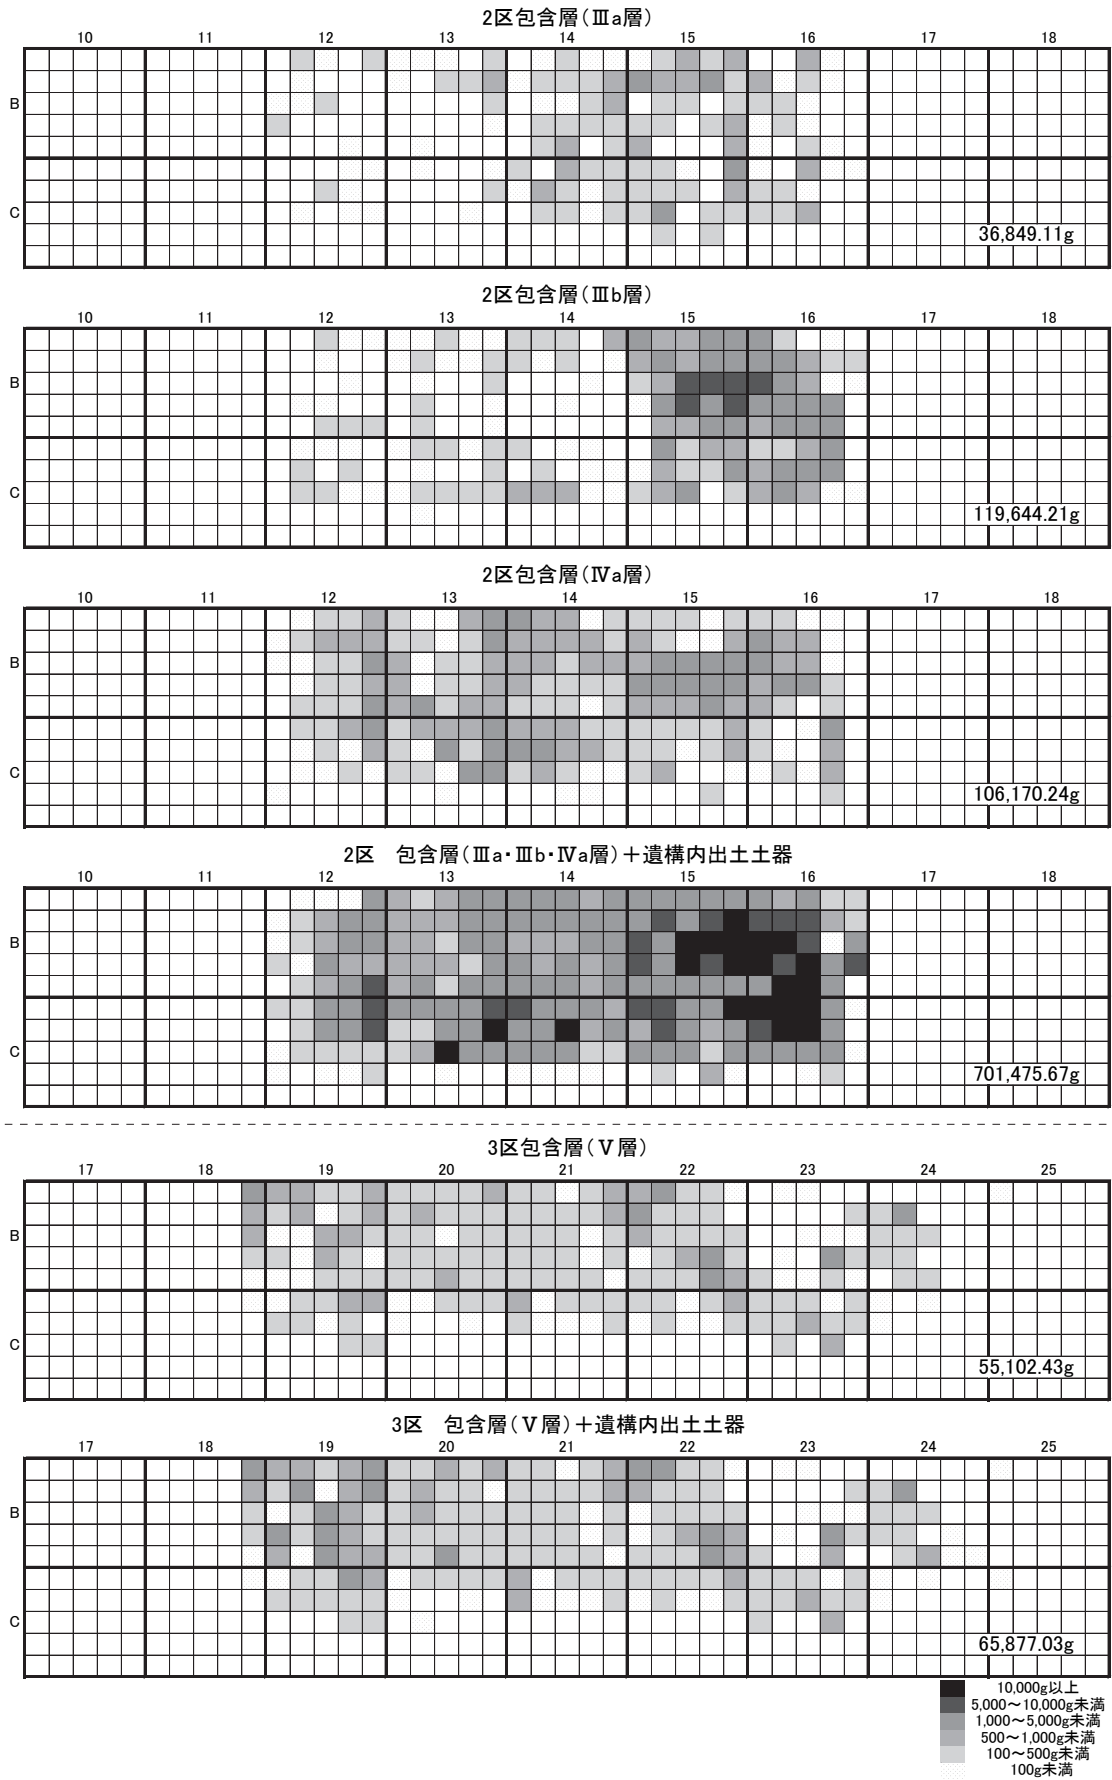 2区包含層(Ⅲa層)
10 11 12 13 14 15 16 17 18
B
C
36,849.11g
2区包含層(Ⅲb層)
10 11 12 13 14 15 16 17 18
B
C
119,644.21g
2区包含層(Ⅳa層)
10 11 12 13 14 15 16 17 18
B
C
106,170.24g
2区　包含層(Ⅲa・Ⅲb・Ⅳa層)+遺構内出土土器
10 11 12 13 14 15 16 17 18
B
C
701,475.67g
3区包含層(Ⅴ層)
17 18 19 20 21 22 23 24 25
B
C
55,102.43g
3区　包含層(Ⅴ層)+遺構内出土土器
17 18 19 20 21 22 23 24 25
B
C
65,877.03g
10,000g以上
5,000～10,000g未満
1,000～5,000g未満
500～1,000g未満
100～500g未満
100g未満